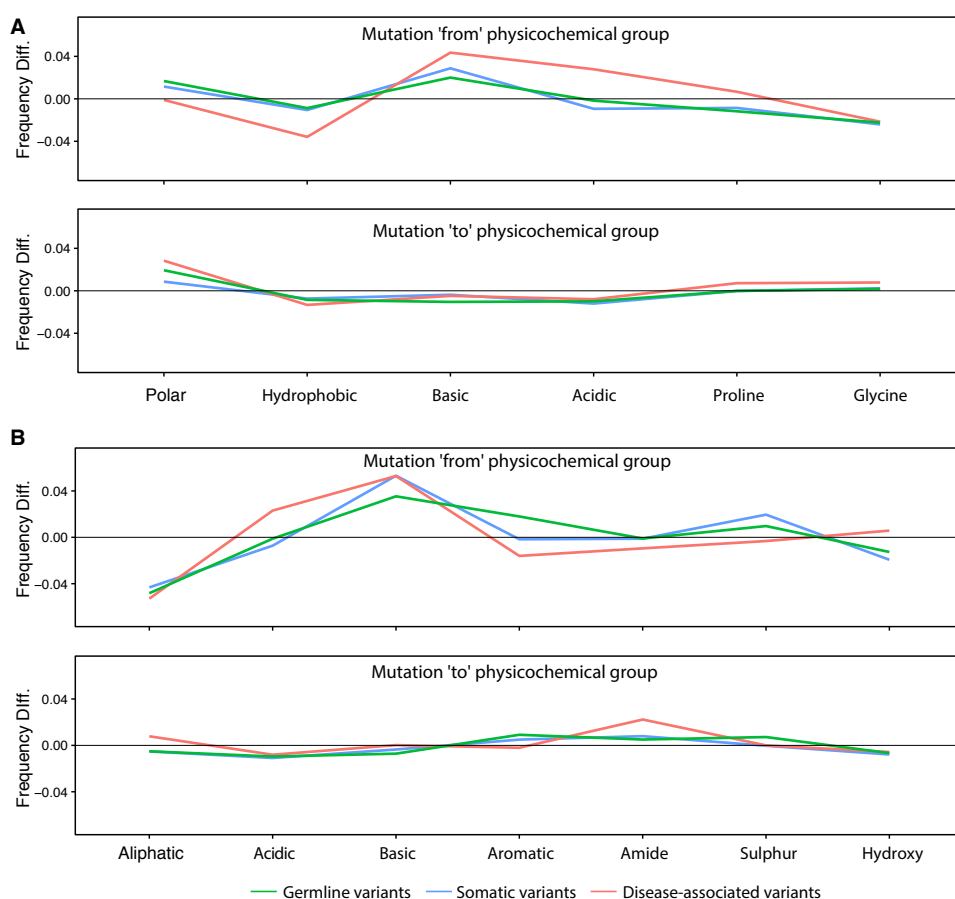 A
Mutation 'from' physicochemical group
Frequency Diff.
0.04
0.00
−0.04
Mutation 'to' physicochemical group
Frequency Diff.
0.04
0.00
−0.04
Polar Hydrophobic Basic Acidic Proline Glycine
B
Mutation 'from' physicochemical group
Frequency Diff.
0.04
0.00
−0.04
Mutation 'to' physicochemical group
Frequency DIff.
0.04
0.00
−0.04
Aliphatic Acidic Basic Aromatic Amide Sulphur Hydroxy
Germline variants Somatic variants Disease-associated variants